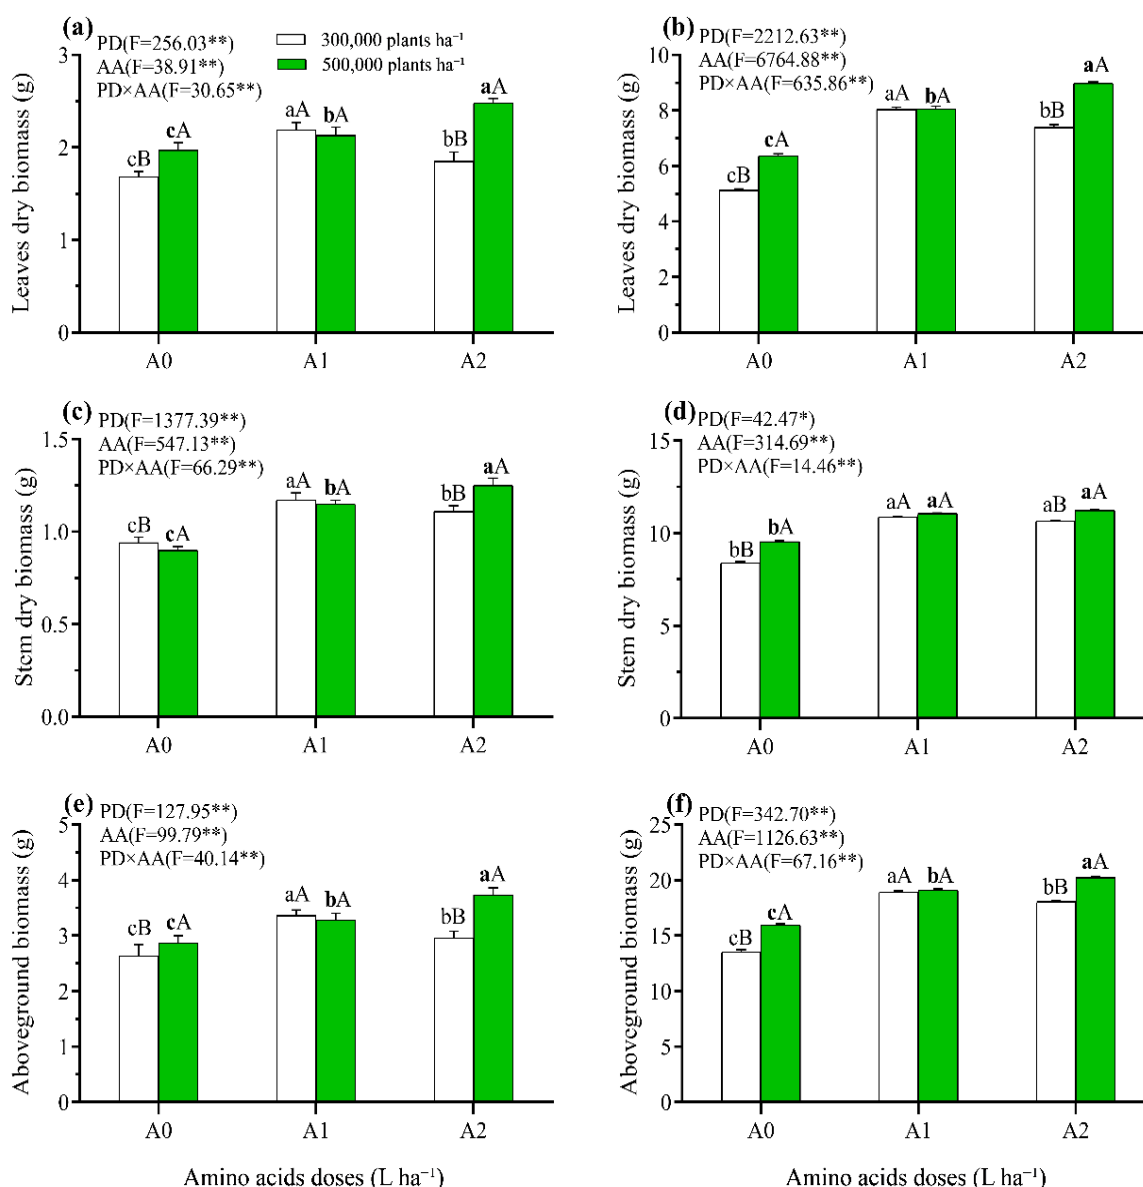 (a)
PD(F=256.03**)
AA(F=38.91**)
PD×AA(F=30.65**)
300,000 plants ha⁻¹
500,000 plants ha⁻¹
Leaves dry biomass (g)
3
2
1
0
cB
cA
aA
bA
bB
aA
A0
A1
A2
(b)
PD(F=2212.63**)
AA(F=6764.88**)
PD×AA(F=635.86**)
Leaves dry biomass (g)
10
8
6
4
2
0
cB
cA
aA
bA
bB
aA
A0
A1
A2
(c)
PD(F=1377.39**)
AA(F=547.13**)
PD×AA(F=66.29**)
Stem dry biomass (g)
1.5
1.0
0.5
0.0
cB
cA
aA
bA
bB
aA
A0
A1
A2
(d)
PD(F=42.47*)
AA(F=314.69**)
PD×AA(F=14.46**)
Stem dry biomass (g)
15
10
5
0
bB
bA
aA
aA
aB
aA
A0
A1
A2
(e)
PD(F=127.95**)
AA(F=99.79**)
PD×AA(F=40.14**)
Aboveground biomass (g)
5
4
3
2
1
0
cB
cA
aA
bA
bB
aA
A0
A1
A2
Amino acids doses (L ha⁻¹)
(f)
PD(F=342.70**)
AA(F=1126.63**)
PD×AA(F=67.16**)
Aboveground biomass (g)
25
20
15
10
5
0
cB
cA
aA
bA
bB
aA
A0
A1
A2
Amino acids doses (L ha⁻¹)